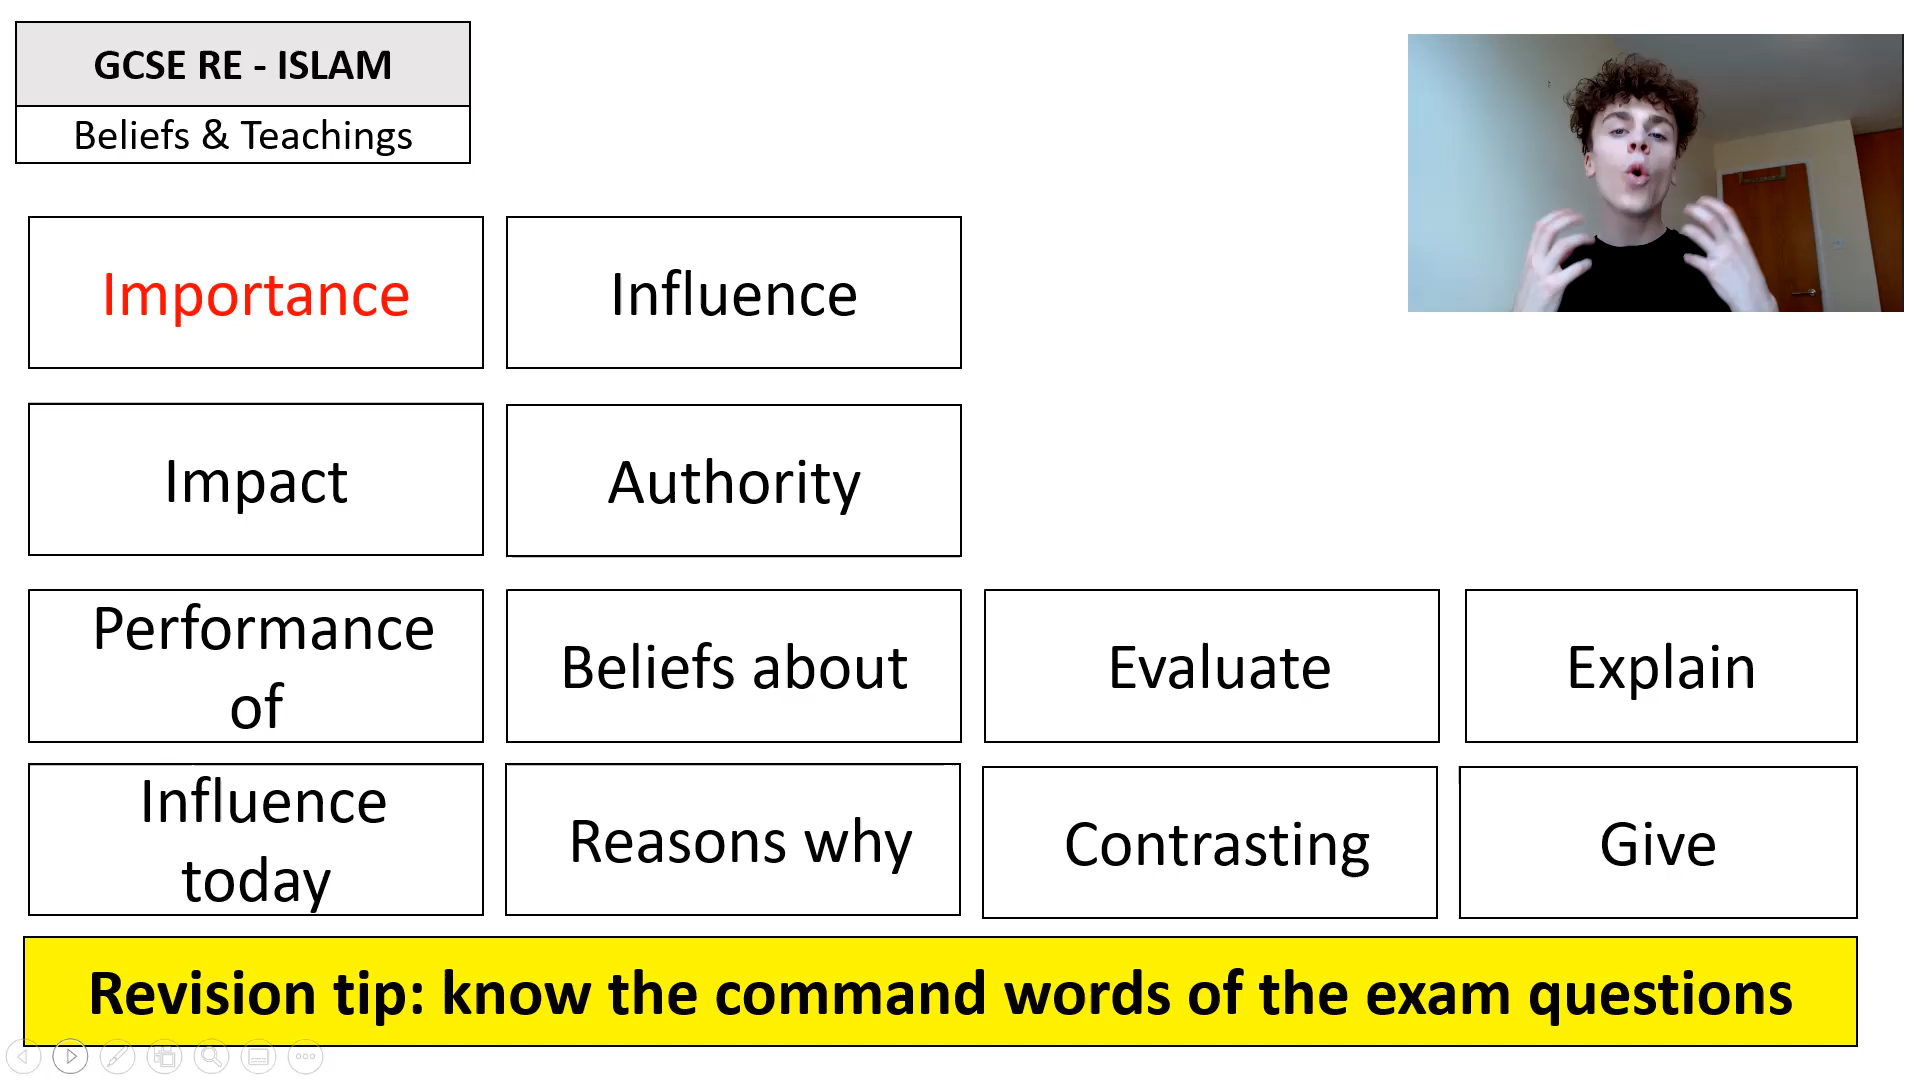 GCSE RE - ISLAM
Beliefs & Teachings
Importance
Influence
Impact
Authority
Performance
of
Beliefs about
Evaluate
Explain
Influence
today
Reasons why
Contrasting
Give
Revision tip: know the command words of the exam questions